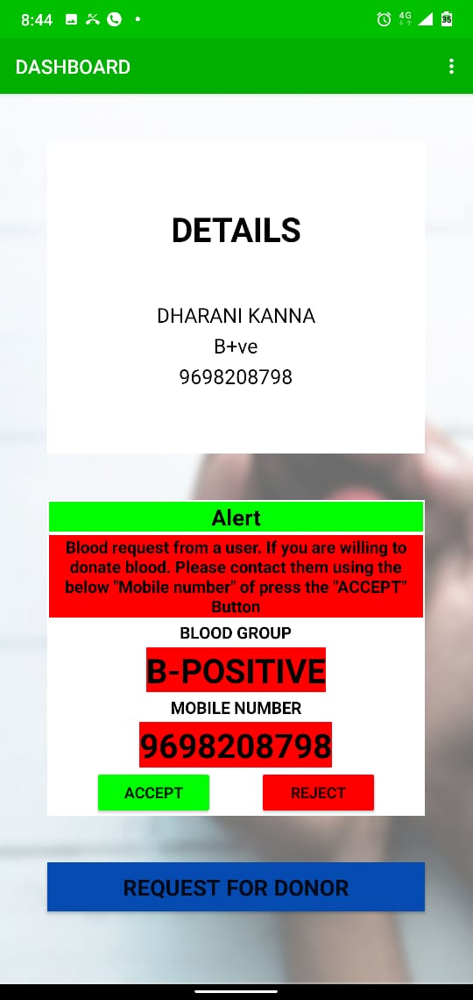 8:44
4G
35
DASHBOARD
DETAILS
DHARANI KANNA
B+ve
9698208798
Alert
Blood request from a user. If you are willing to
donate blood. Please contact them using the
below "Mobile number" of press the "ACCEPT"
Button
BLOOD GROUP
B-POSITIVE
MOBILE NUMBER
9698208798
ACCEPT
REJECT
REQUEST FOR DONOR